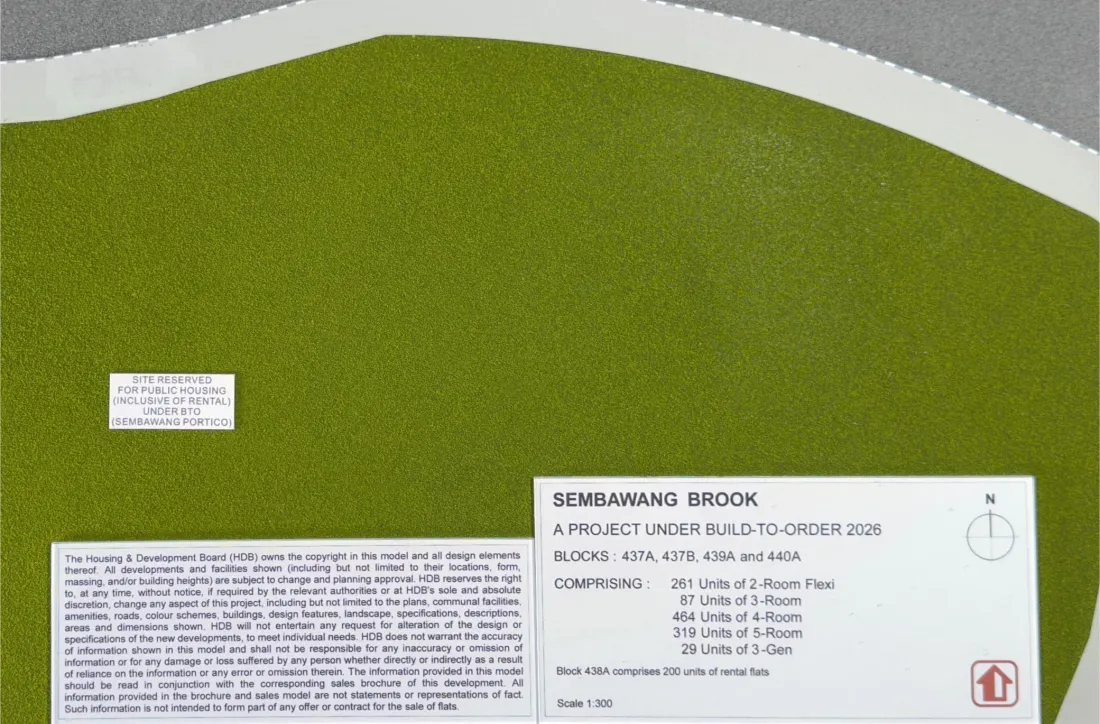 SITE RESERVED
FOR PUBLIC HOUSING
(INCLUSIVE OF RENTAL)
UNDER BTO
(SEMBAWANG PORTICO)
The Housing & Development Board (HDB) owns the copyright in this model and all design elements
thereof. All developments and facilities shown (including but not limited to their locations, form,
massing, and/or building heights) are subject to change and planning approval. HDB reserves the right
to, at any time, without notice, if required by the relevant authorities or at HDB's sole and absolute
discretion, change any aspect of this project, including but not limited to the plans, communal facilities,
amenities, roads, colour schemes, buildings, design features, landscape, specifications, descriptions,
areas and dimensions shown. HDB will not entertain any request for alteration of the design or
specifications of the new developments, to meet individual needs. HDB does not warrant the accuracy
of information shown in this model and shall not be responsible for any inaccuracy or omission of
information or for any damage or loss suffered by any person whether directly or indirectly as a result
of reliance on the information or any error or omission therein. The information provided in this model
should be read in conjunction with the corresponding sales brochure of this development. All
information provided in the brochure and sales model are not statements or representations of fact.
Such information is not intended to form part of any offer or contract for the sale of flats.
SEMBAWANG BROOK
N
A PROJECT UNDER BUILD-TO-ORDER 2026
BLOCKS : 437A, 437B, 439A and 440A
COMPRISING : 261 Units of 2-Room Flexi
87 Units of 3-Room
464 Units of 4-Room
319 Units of 5-Room
29 Units of 3-Gen
Block 438A comprises 200 units of rental flats
Scale 1:300